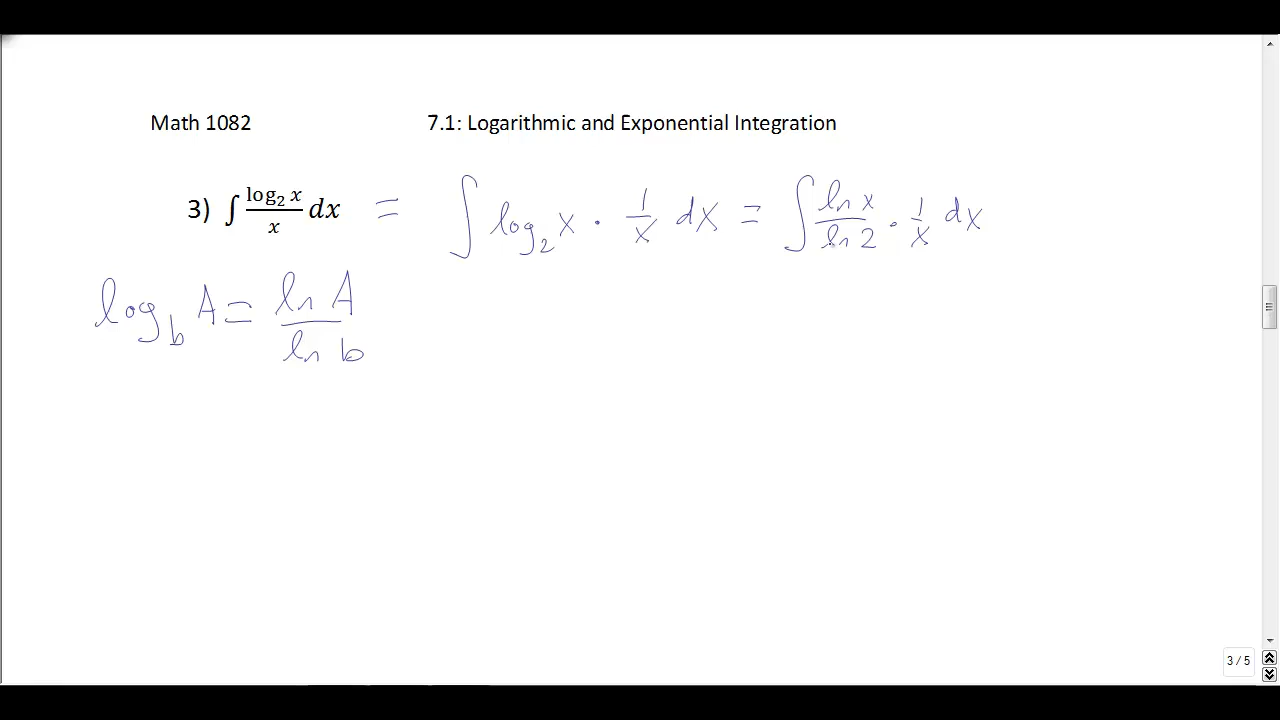 Math 1082 7.1: Logarithmic and Exponential Integration
3) ∫ log₂ x / x dx = ∫ log₂ x · 1/x dx = ∫ ln x / ln 2 · 1/x dx
log_b A = ln A / ln b
3 / 5